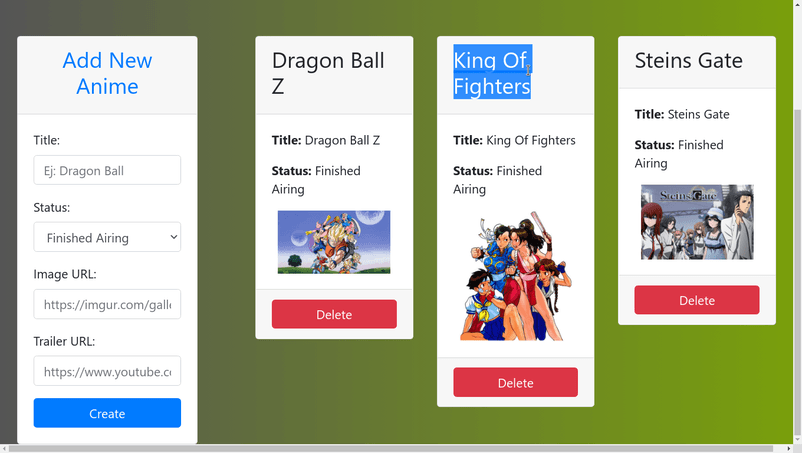 Add New
Anime
Title:
Ej: Dragon Ball
Status:
Finished Airing
Image URL:
https://imgur.com/galle
Trailer URL:
https://www.youtube.co
Create
Dragon Ball
Z
Title: Dragon Ball Z
Status: Finished
Airing
Delete
King Of
Fighters
Title: King Of Fighters
Status: Finished
Airing
Delete
Steins Gate
Title: Steins Gate
Status: Finished
Airing
Steins Gate
Delete